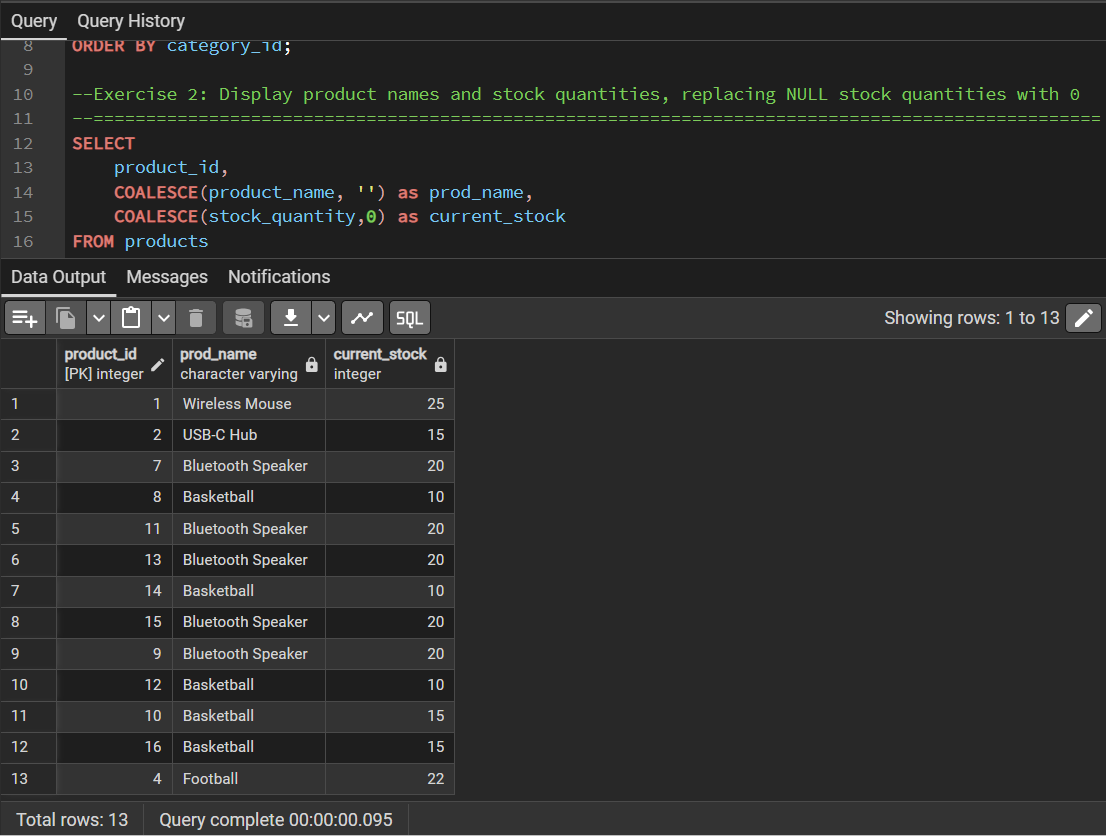 Query Query History
8 ORDER BY category_id;
9
10 --Exercise 2: Display product names and stock quantities, replacing NULL stock quantities with 0
11 --================================================================================================
12 SELECT
13 product_id,
14 COALESCE(product_name, '') as prod_name,
15 COALESCE(stock_quantity,0) as current_stock
16 FROM products
Data Output Messages Notifications
SQL Showing rows: 1 to 13
product_id prod_name current_stock
[PK] integer character varying integer
1 1 Wireless Mouse 25
2 2 USB-C Hub 15
3 7 Bluetooth Speaker 20
4 8 Basketball 10
5 11 Bluetooth Speaker 20
6 13 Bluetooth Speaker 20
7 14 Basketball 10
8 15 Bluetooth Speaker 20
9 9 Bluetooth Speaker 20
10 12 Basketball 10
11 10 Basketball 15
12 16 Basketball 15
13 4 Football 22
Total rows: 13 Query complete 00:00:00.095